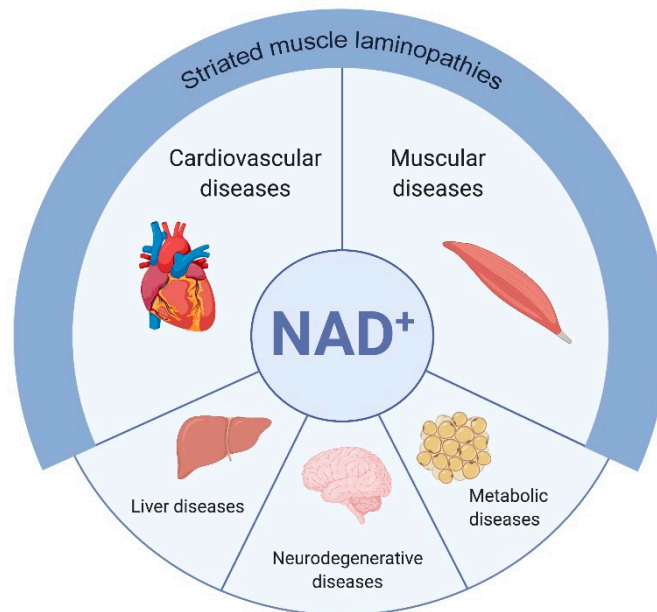 Striated muscle laminopathies
Cardiovascular
diseases
Muscular
diseases
NAD⁺
Liver diseases
Neurodegenerative
diseases
Metabolic
diseases